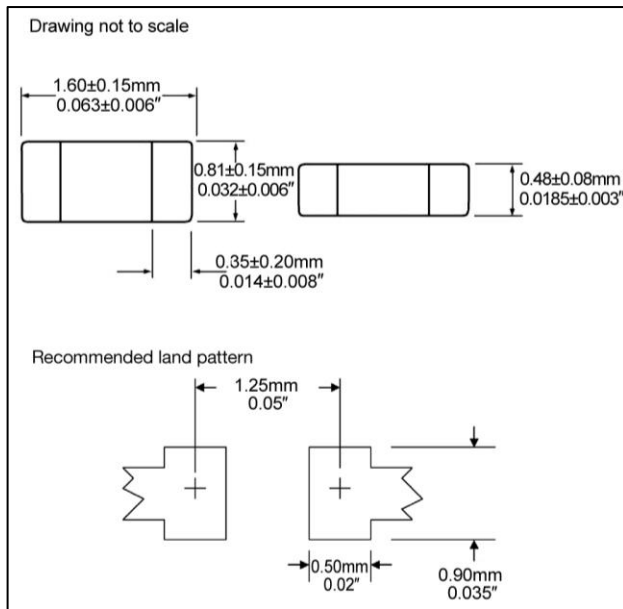 Drawing not to scale
1.60±0.15mm
0.063±0.006"
0.81±0.15mm
0.032±0.006"
0.48±0.08mm
0.0185±0.003"
0.35±0.20mm
0.014±0.008"
Recommended land pattern
1.25mm
0.05"
0.50mm
0.02"
0.90mm
0.035"